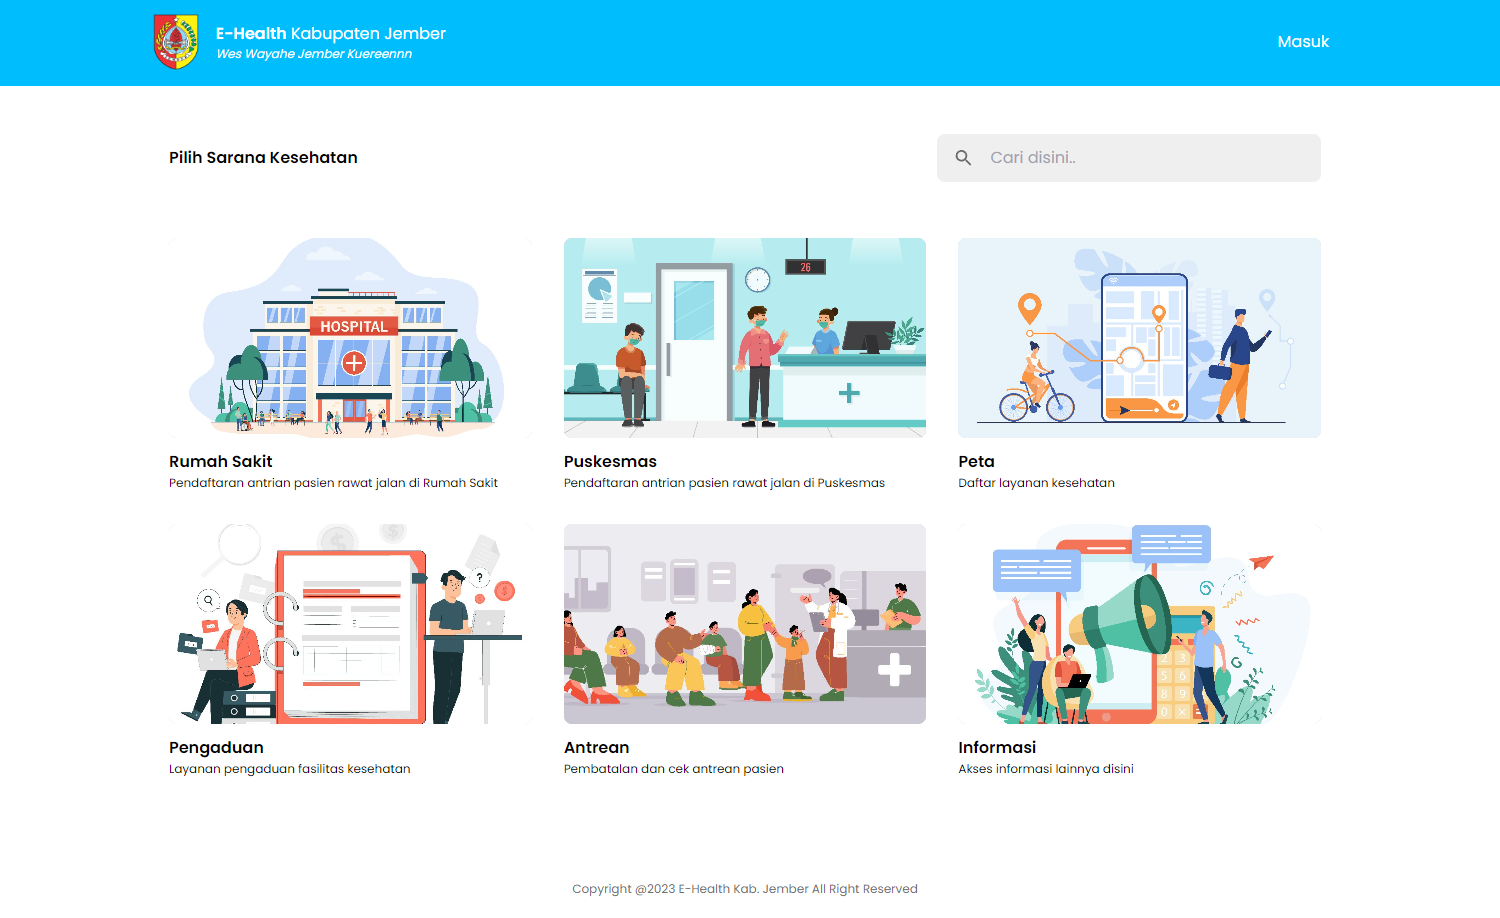 E-Health Kabupaten Jember
Wes Wayahe Jember Kuereennn
Masuk
Pilih Sarana Kesehatan
Cari disini..
HOSPITAL
26
Rumah Sakit
Pendaftaran antrian pasien rawat jalan di Rumah Sakit
Puskesmas
Pendaftaran antrian pasien rawat jalan di Puskesmas
Peta
Daftar layanan kesehatan
Pengaduan
Layanan pengaduan fasilitas kesehatan
Antrean
Pembatalan dan cek antrean pasien
Informasi
Akses informasi lainnya disini
Copyright @2023 E-Health Kab. Jember All Right Reserved